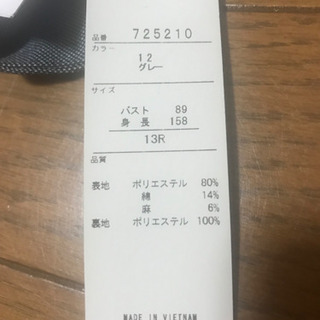 品番 725210
カラー
12
グレー
サイズ
バスト 89
身長 158
13R
品質
表地 ポリエステル 80%
綿 14%
麻 6%
裏地 ポリエステル 100%
MADE IN VIETNAM